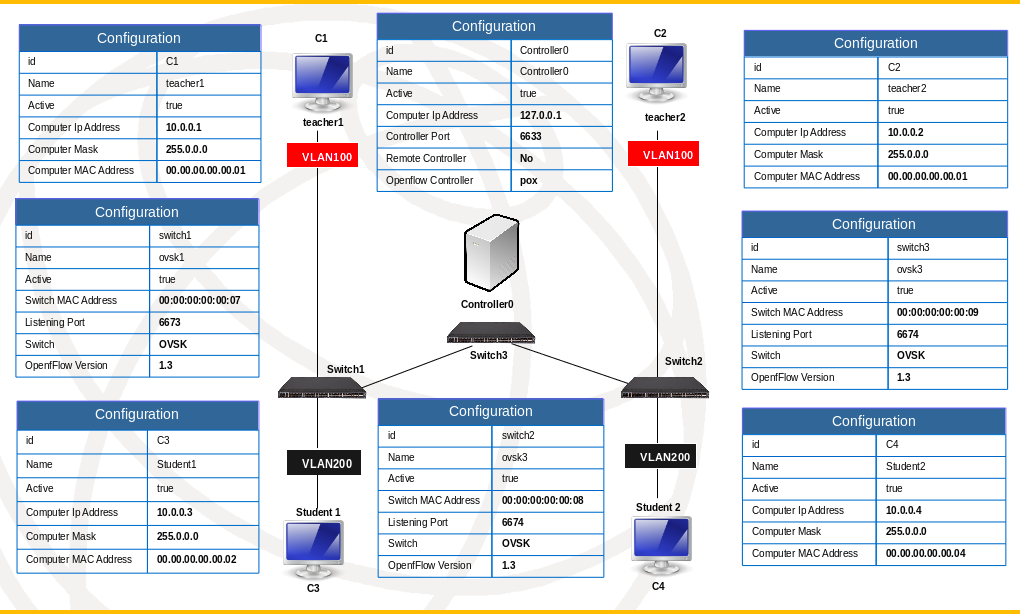 Configuration
id C1
Name teacher1
Active true
Computer Ip Address 10.0.0.1
Computer Mask 255.0.0.0
Computer MAC Address 00.00.00.00.00.01
C1
teacher1
VLAN100
Configuration
id Controller0
Name Controller0
Active true
Computer Ip Address 127.0.0.1
Controller Port 6633
Remote Controller No
Openflow Controller pox
C2
teacher2
VLAN100
Configuration
id C2
Name teacher2
Active true
Computer Ip Address 10.0.0.2
Computer Mask 255.0.0.0
Computer MAC Address 00.00.00.00.00.01
Configuration
id switch1
Name ovsk1
Active true
Switch MAC Address 00:00:00:00:00:07
Listening Port 6673
Switch OVSK
OpenfFlow Version 1.3
Controller0
Switch3
Switch1
Switch2
Configuration
id switch3
Name ovsk3
Active true
Switch MAC Address 00:00:00:00:00:09
Listening Port 6674
Switch OVSK
OpenfFlow Version 1.3
Configuration
id C3
Name Student1
Active true
Computer Ip Address 10.0.0.3
Computer Mask 255.0.0.0
Computer MAC Address 00.00.00.00.00.02
VLAN200
Student 1
C3
Configuration
id switch2
Name ovsk3
Active true
Switch MAC Address 00:00:00:00:00:08
Listening Port 6674
Switch OVSK
OpenfFlow Version 1.3
VLAN200
Student 2
C4
Configuration
id C4
Name Student2
Active true
Computer Ip Address 10.0.0.4
Computer Mask 255.0.0.0
Computer MAC Address 00.00.00.00.00.04